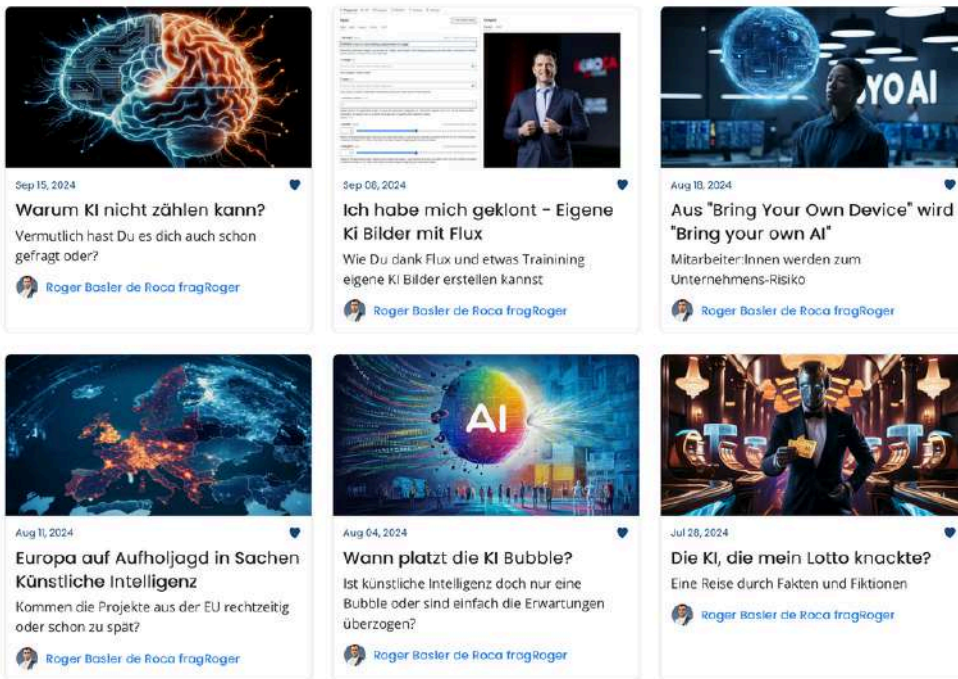 Sep 15, 2024
Warum KI nicht zählen kann?
Vermutlich hast Du es dich auch schon
gefragt oder?
Roger Basler de Roca fragRoger
Sep 08, 2024
Ich habe mich geklont - Eigene
Ki Bilder mit Flux
Wie Du dank Flux und etwas Trainining
eigene KI Bilder erstellen kannst
Roger Basler de Roca fragRoger
YO AI
Aug 18, 2024
Aus "Bring Your Own Device" wird
"Bring your own AI"
Mitarbeiter:Innen werden zum
Unternehmens-Risiko
Roger Basler de Roca fragRoger
Aug 11, 2024
Europa auf Aufholjagd in Sachen
Künstliche Intelligenz
Kommen die Projekte aus der EU rechtzeitig
oder schon zu spät?
Roger Basler de Roca fragRoger
AI
Aug 04, 2024
Wann platzt die KI Bubble?
Ist künstliche Intelligenz doch nur eine
Bubble oder sind einfach die Erwartungen
überzogen?
Roger Basler de Roca fragRoger
Jul 28, 2024
Die KI, die mein Lotto knackte?
Eine Reise durch Fakten und Fiktionen
Roger Basler de Roca fragRoger